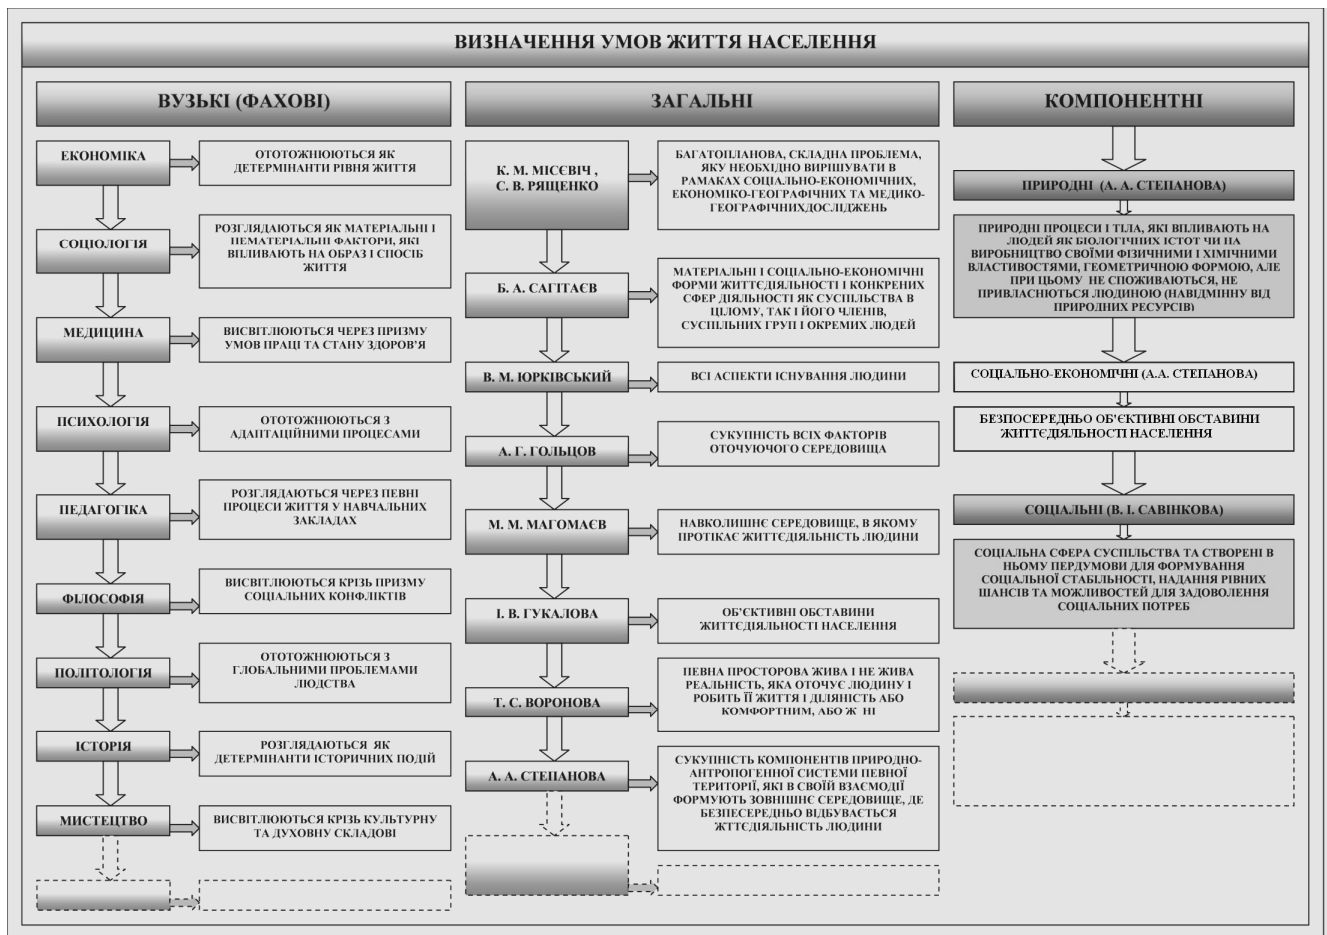 ВИЗНАЧЕННЯ УМОВ ЖИТТЯ НАСЕЛЕННЯ
ВУЗЬКІ (ФАХОВІ)
ЕКОНОМІКА
ОТОТОЖНЮЮТЬСЯ ЯК
ДЕТЕРМІНАНТИ РІВНЯ ЖИТТЯ
СОЦІОЛОГІЯ
РОЗГЛЯДАЮТЬСЯ ЯК МАТЕРІАЛЬНІ І
НЕМАТЕРІАЛЬНІ ФАКТОРИ, ЯКІ
ВПЛИВАЮТЬ НА ОБРАЗ І СПОСІБ
ЖИТТЯ
МЕДИЦИНА
ВИСВІТЛЮЮТЬСЯ ЧЕРЕЗ ПРИЗМУ
УМОВ ПРАЦІ ТА СТАНУ ЗДОРОВ'Я
ПСИХОЛОГІЯ
ОТОТОЖНЮЮТЬСЯ З
АДАПТАЦІЙНИМИ ПРОЦЕСАМИ
ПЕДАГОГІКА
РОЗГЛЯДАЮТЬСЯ ЧЕРЕЗ ПЕВНІ
ПРОЦЕСИ ЖИТТЯ У НАВЧАЛЬНИХ
ЗАКЛАДАХ
ФІЛОСОФІЯ
ВИСВІТЛЮЮТЬСЯ КРІЗЬ ПРИЗМУ
СОЦІАЛЬНИХ КОНФЛІКТІВ
ПОЛІТОЛОГІЯ
ОТОТОЖНЮЮТЬСЯ З
ГЛОБАЛЬНИМИ ПРОБЛЕМАМИ
ЛЮДСТВА
ІСТОРІЯ
РОЗГЛЯДАЮТЬСЯ ЯК
ДЕТЕРМІНАНТИ ІСТОРИЧНИХ ПОДІЙ
МИСТЕЦТВО
ВИСВІТЛЮЮТЬСЯ КРІЗЬ КУЛЬТУРНУ
ТА ДУХОВНУ СКЛАДОВІ
ЗАГАЛЬНІ
К. М. МІСЄВІЧ ,
С. В. РЯЩЕНКО
БАГАТОПЛАНОВА, СКЛАДНА ПРОБЛЕМА,
ЯКУ НЕОБХІДНО ВИРІШУВАТИ В
РАМАКАХ СОЦІАЛЬНО-ЕКОНОМІЧНИХ,
ЕКОНОМІКО-ГЕОГРАФІЧНИХ ТА МЕДИКО-
ГЕОГРАФІЧНИХДОСЛІДЖЕНЬ
Б. А. САГІТАЄВ
МАТЕРІАЛЬНІ І СОЦІАЛЬНО-ЕКОНОМІЧНІ
ФОРМИ ЖИТТЄДІЯЛЬНОСТІ І КОНКРЕНИХ
СФЕР ДІЯЛЬНОСТІ ЯК СУСПІЛЬСТВА В
ЦІЛОМУ, ТАК І ЙОГО ЧЛЕНІВ,
СУСПІЛЬНИХ ГРУП І ОКРЕМИХ ЛЮДЕЙ
В. М. ЮРКІВСЬКИЙ
ВСІ АСПЕКТИ ІСНУВАННЯ ЛЮДИНИ
А. Г. ГОЛЬЦОВ
СУКУПНІСТЬ ВСІХ ФАКТОРІВ
ОТОЧУЮЧОГО СЕРЕДОВИЩА
М. М. МАГОМАЄВ
НАВКОЛИШНЄ СЕРЕДОВИЩЕ, В ЯКОМУ
ПРОТІКАЄ ЖИТТЄДІЯЛЬНІСТЬ ЛЮДИНИ
І. В. ГУКАЛОВА
ОБ'ЄКТИВНІ ОБСТАВИНИ
ЖИТТЄДІЯЛЬНОСТІ НАСЕЛЕННЯ
Т. С. ВОРОНОВА
ПЕВНА ПРОСТОРОВА ЖИВА І НЕ ЖИВА
РЕАЛЬНІСТЬ, ЯКА ОТОЧУЄ ЛЮДИНУ І
РОБИТЬ ЇЇ ЖИТТЯ І ДІЛЯНІСТЬ АБО
КОМФОРТНИМ, АБО Ж НІ
А. А. СТЕПАНОВА
СУКУПНІСТЬ КОМПОНЕНТІВ ПРИРОДНО-
АНТРОПОГЕННОЇ СИСТЕМИ ПЕВНОЇ
ТЕРИТОРІЇ, ЯКІ В СВОЇЙ ВЗАЄМОДІЇ
ФОРМУЮТЬ ЗОВНІШНЄ СЕРЕДОВИЩЕ, ДЕ
БЕЗПЕСЕРЕДНЬО ВІДБУВАЄТЬСЯ
ЖТТЄДІЯЛЬНІСТЬ ЛЮДИНИ
КОМПОНЕНТНІ
ПРИРОДНІ (А. А. СТЕПАНОВА)
ПРИРОДНІ ПРОЦЕСИ І ТІЛА, ЯКІ ВПЛИВАЮТЬ НА
ЛЮДЕЙ ЯК БІОЛОГІЧНИХ ІСТОТ ЧИ НА
ВИРОБНИЦТВО СВОЇМИ ФІЗИЧНИМИ І ХІМІЧНИМИ
ВЛАСТИВОСТЯМИ, ГЕОМЕТРИЧНОЮ ФОРМОЮ, АЛЕ
ПРИ ЦЬОМУ НЕ СПОЖИВАЮТЬСЯ, НЕ
ПРИВЛАСНЮТЬСЯ ЛЮДИНОЮ (НАВІДМІННУ ВІД
ПРИРОДНИХ РЕСУРСІВ)
СОЦІАЛЬНО-ЕКОНОМІЧНІ (А.А. СТЕПАНОВА)
БЕЗПОСЕРЕДНЬО ОБ'ЄКТИВНІ ОБСТАВИНИ
ЖИТТЄДІЯЛЬНОСТІ НАСЕЛЕННЯ
СОЦІАЛЬНІ (В. І. САВІНКОВА)
СОЦІАЛЬНА СФЕРА СУСПІЛЬСТВА ТА СТВОРЕНІ В
НЬОМУ ПЕРДУМОВИ ДЛЯ ФОРМУВАННЯ
СОЦІАЛЬНОЇ СТАБІЛЬНОСТІ, НАДАННЯ РІВНИХ
ШАНСІВ ТА МОЖЛИВОСТЕЙ ДЛЯ ЗАДОВОЛЕННЯ
СОЦІАЛЬНИХ ПОТРЕБ